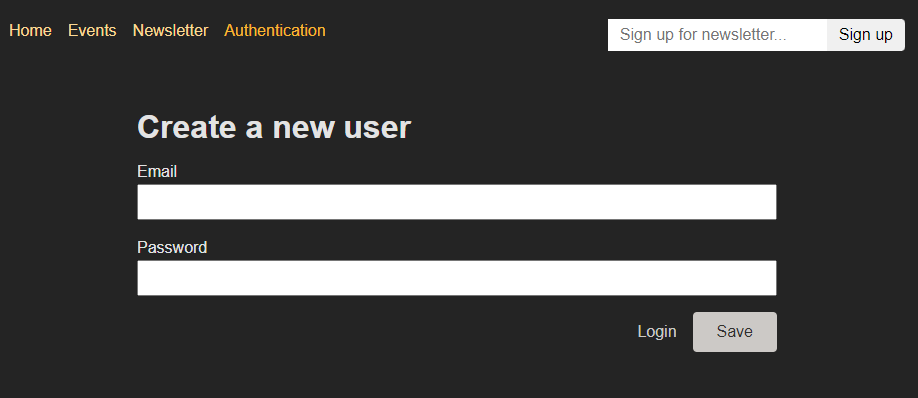 Home Events Newsletter Authentication Sign up for newsletter... Sign up
Create a new user
Email
Password
Login Save